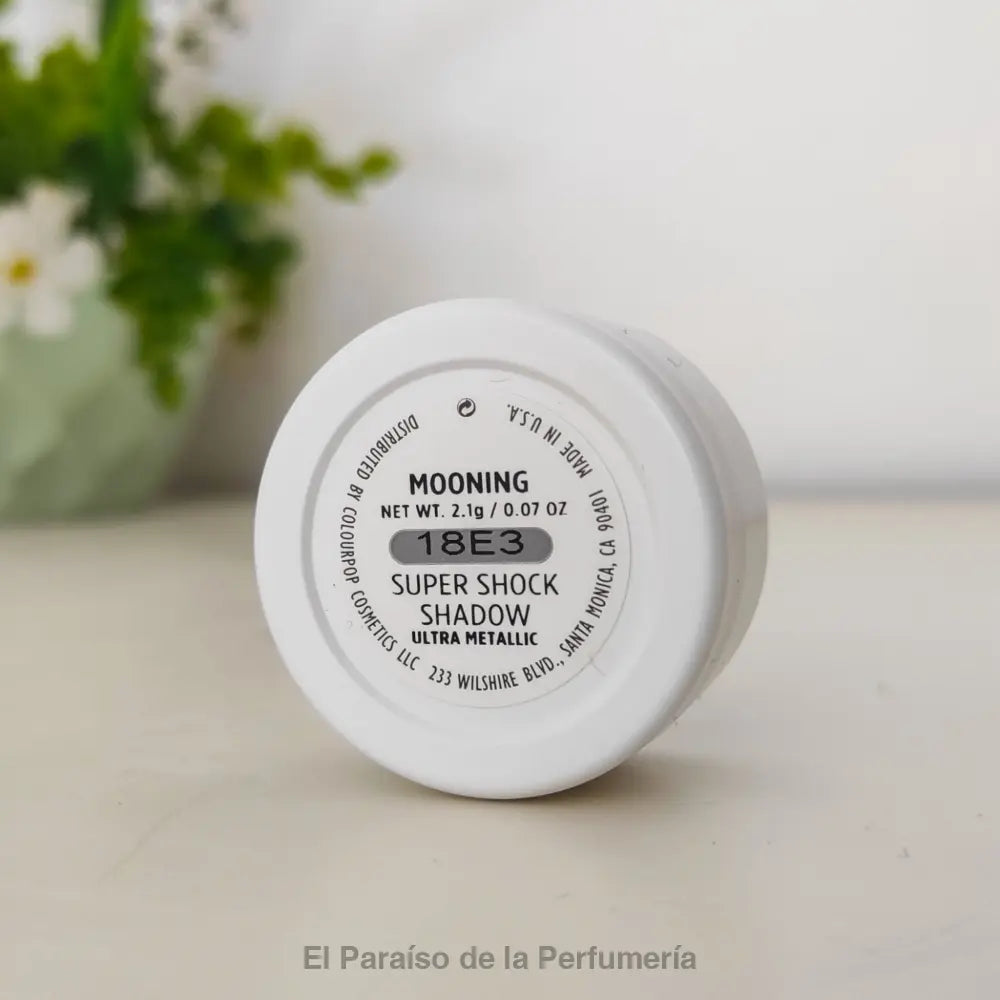 MOONING
NET WT. 2.1g / 0.07 OZ
18E3
SUPER SHOCK
SHADOW
ULTRA METALLIC
DISTRIBUTED BY COLOURPOP COSMETICS LLC 233 WILSHIRE BLVD., SANTA MONICA, CA 90401 MADE IN U.S.A.
El Paraíso de la Perfumería